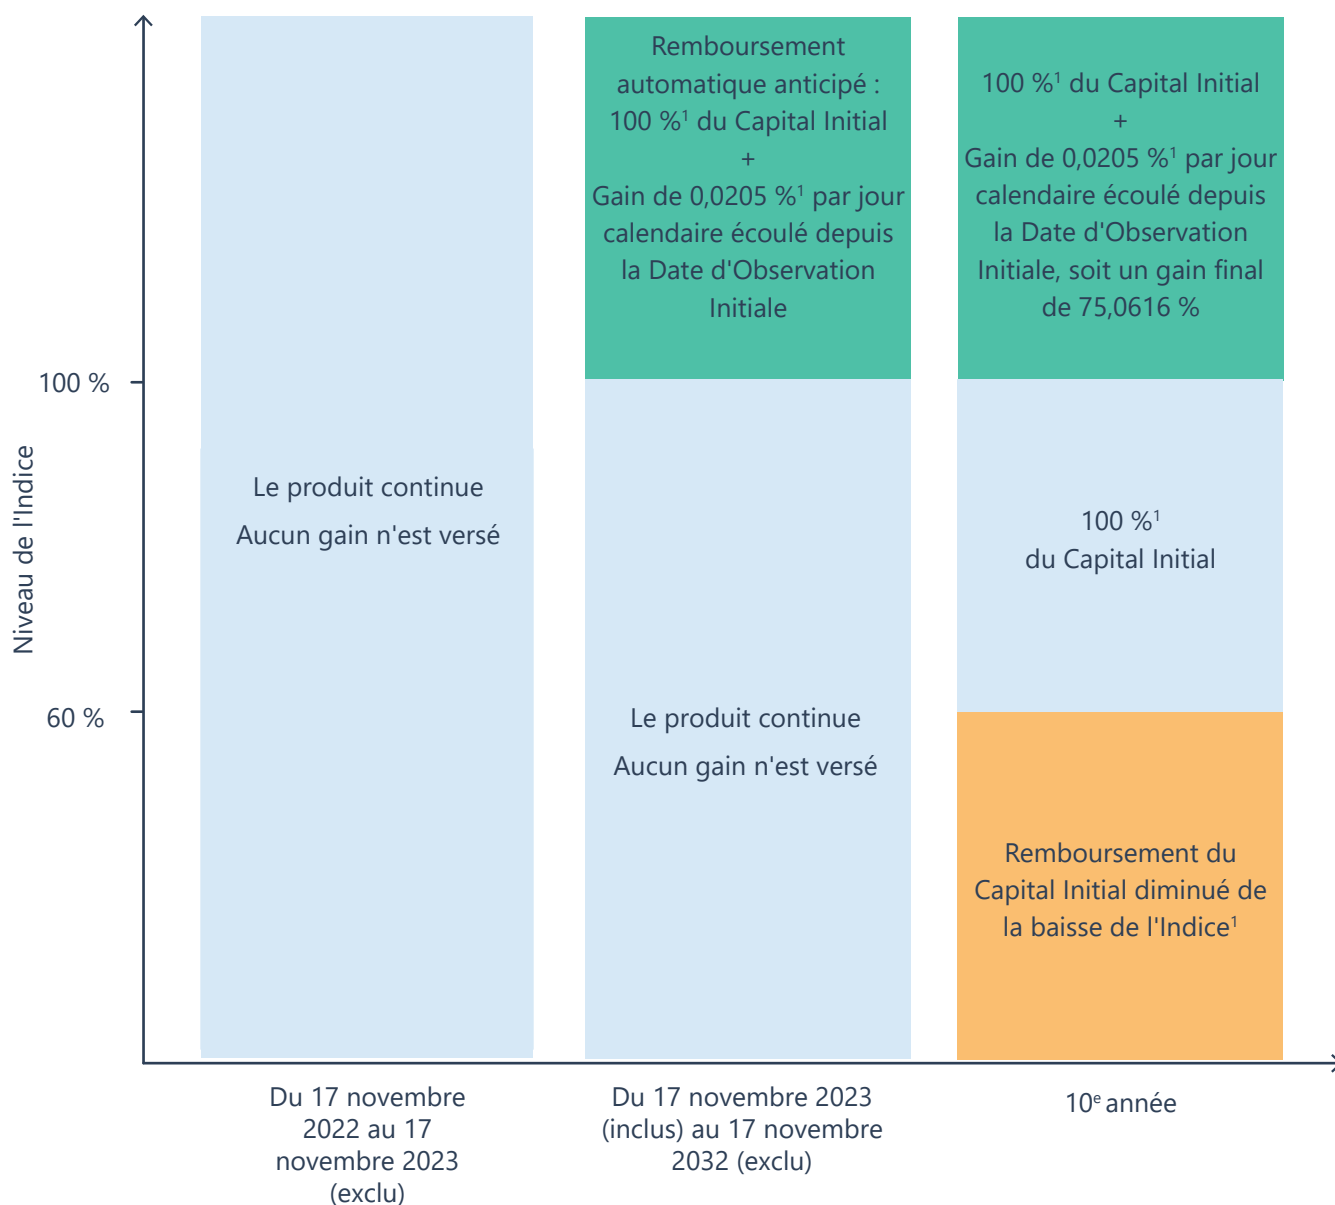 Niveau de l'Indice
100 %
60 %
Le produit continue
Aucun gain n'est versé
Du 17 novembre
2022 au 17
novembre 2023
(exclu)
Remboursement
automatique anticipé :
100 %¹ du Capital Initial
+
Gain de 0,0205 %¹ par jour
calendaire écoulé depuis
la Date d'Observation
Initiale
Le produit continue
Aucun gain n'est versé
Du 17 novembre 2023
(inclus) au 17 novembre
2032 (exclu)
100 %¹ du Capital Initial
+
Gain de 0,0205 %¹ par jour
calendaire écoulé depuis
la Date d'Observation
Initiale, soit un gain final
de 75,0616 %
100 %¹
du Capital Initial
Remboursement du
Capital Initial diminué de
la baisse de l'Indice¹
10ᵉ année